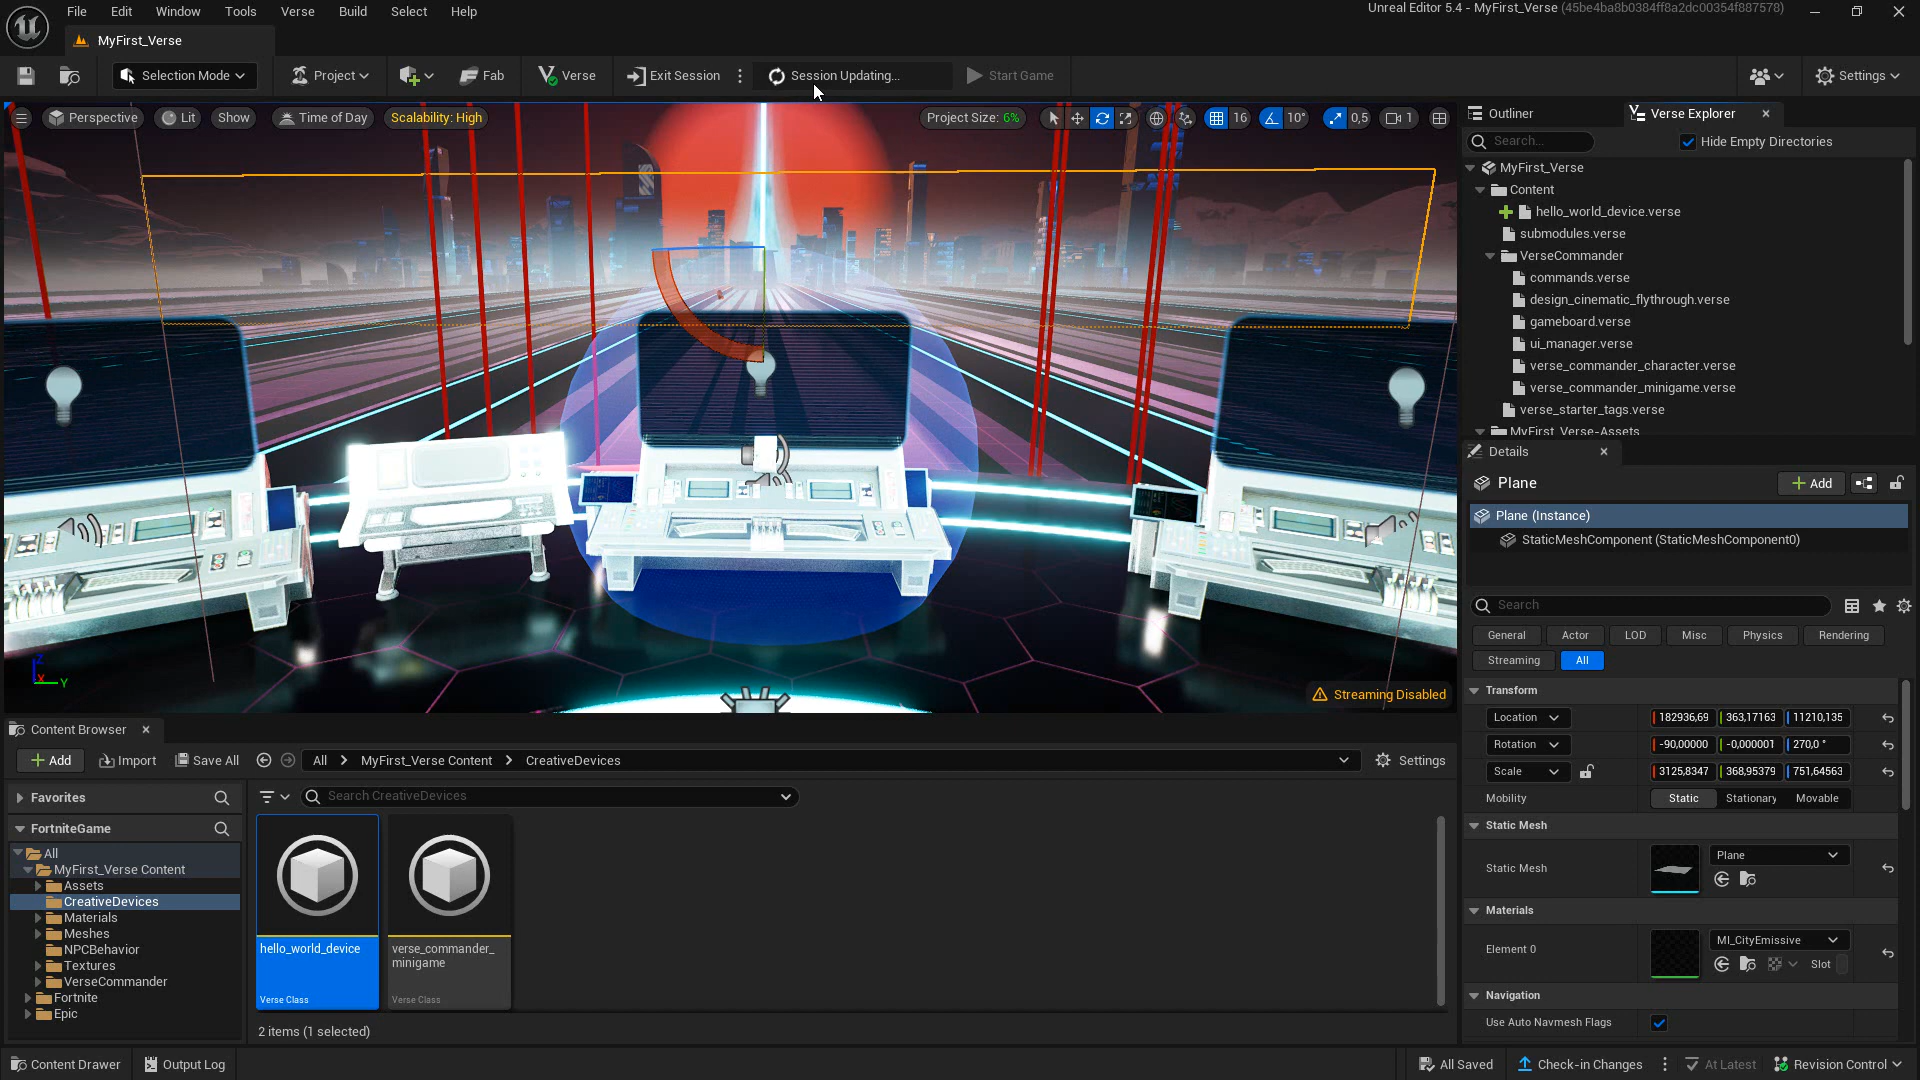 File Edit Window Tools Verse Build Select Help
Unreal Editor 5.4 - MyFirst_Verse (45be4ba8b0384ff8a2dc00354f887578)
MyFirst_Verse
Selection Mode Project Fab Verse Exit Session Session Updating... Start Game Settings
Perspective Lit Show Time of Day Scalability: High Project Size: 6% 16 10° 0,5 1
Streaming Disabled
Z
X
Y
Outliner Verse Explorer
Search... Hide Empty Directories
MyFirst_Verse
Content
hello_world_device.verse
submodules.verse
VerseCommander
commands.verse
design_cinematic_flythrough.verse
gameboard.verse
ui_manager.verse
verse_commander_character.verse
verse_commander_minigame.verse
verse_starter_tags.verse
MyFirst_Verse-Assets
Details
Plane Add
Plane (Instance)
StaticMeshComponent (StaticMeshComponent0)
Search
General Actor LOD Misc Physics Rendering
Streaming All
Transform
Location 182936,69 363,17163 11210,135
Rotation -90,00000 -0,000001 270,0 °
Scale 3125,8347 368,95379 751,64563
Mobility Static Stationary Movable
Static Mesh
Static Mesh Plane
Materials
Element 0 MI_CityEmissive
Slot
Navigation
Use Auto Navmesh Flags
Content Browser
Add Import Save All All MyFirst_Verse Content CreativeDevices Settings
Favorites
FortniteGame
All
MyFirst_Verse Content
Assets
CreativeDevices
Materials
Meshes
NPCBehavior
Textures
VerseCommander
Fortnite
Epic
Search CreativeDevices
hello_world_device
Verse Class
verse_commander_
minigame
Verse Class
2 items (1 selected)
Content Drawer Output Log All Saved Check-in Changes At Latest Revision Control